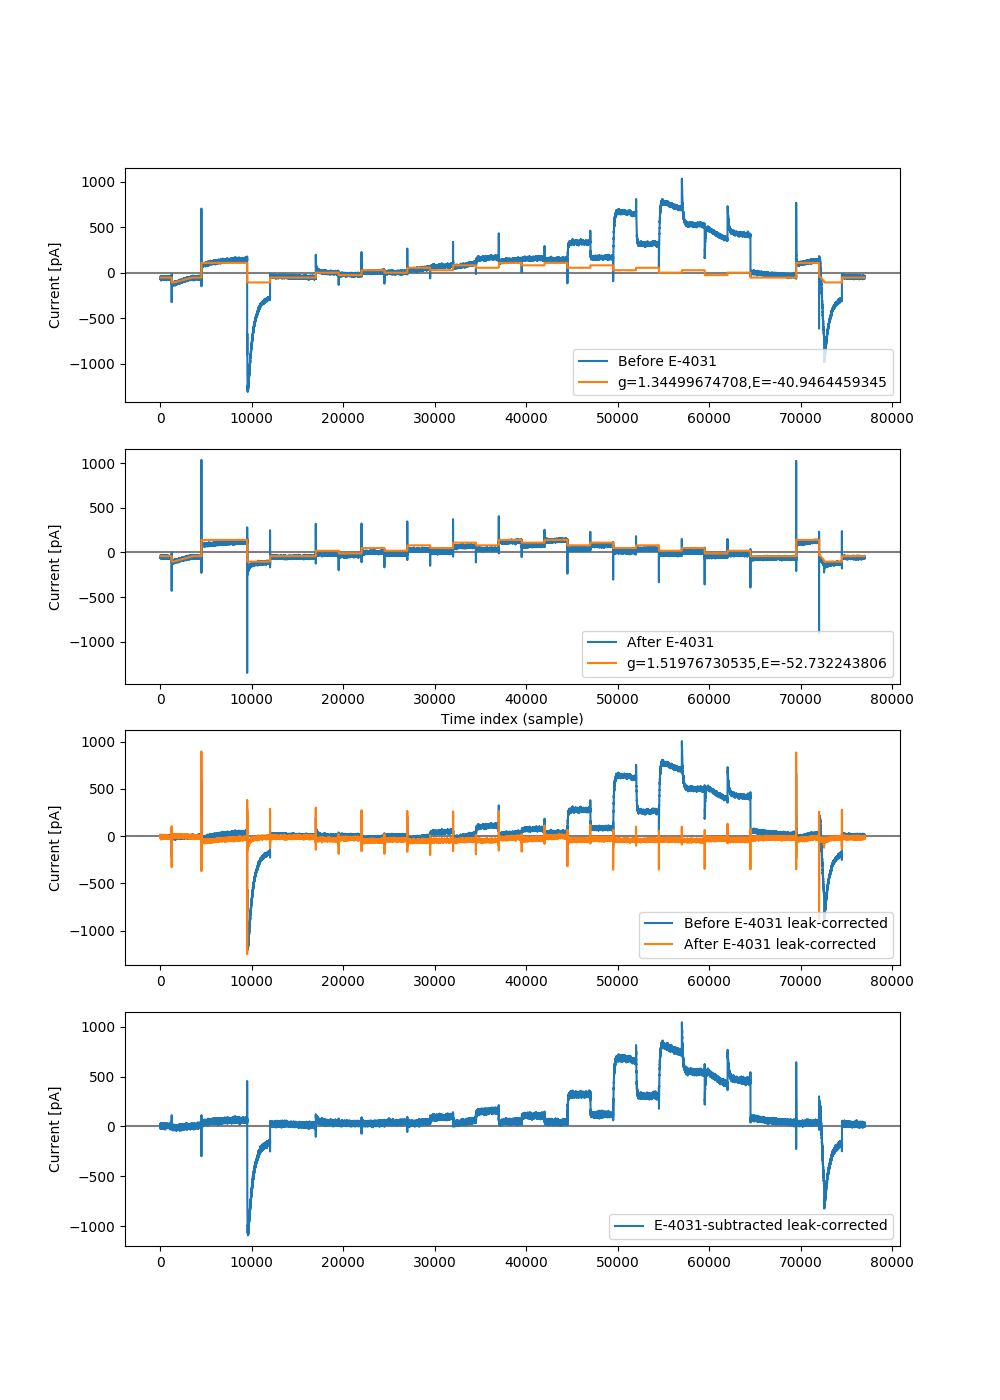 1000
500
0
−500
−1000
Current [pA]
Before E-4031
g=1.34499674708,E=-40.9464459345
0 10000 20000 30000 40000 50000 60000 70000 80000
1000
500
0
−500
−1000
Current [pA]
After E-4031
g=1.51976730535,E=-52.732243806
0 10000 20000 30000 40000 50000 60000 70000 80000
Time index (sample)
1000
500
0
−500
−1000
Current [pA]
Before E-4031 leak-corrected
After E-4031 leak-corrected
0 10000 20000 30000 40000 50000 60000 70000 80000
1000
500
0
−500
−1000
Current [pA]
E-4031-subtracted leak-corrected
0 10000 20000 30000 40000 50000 60000 70000 80000